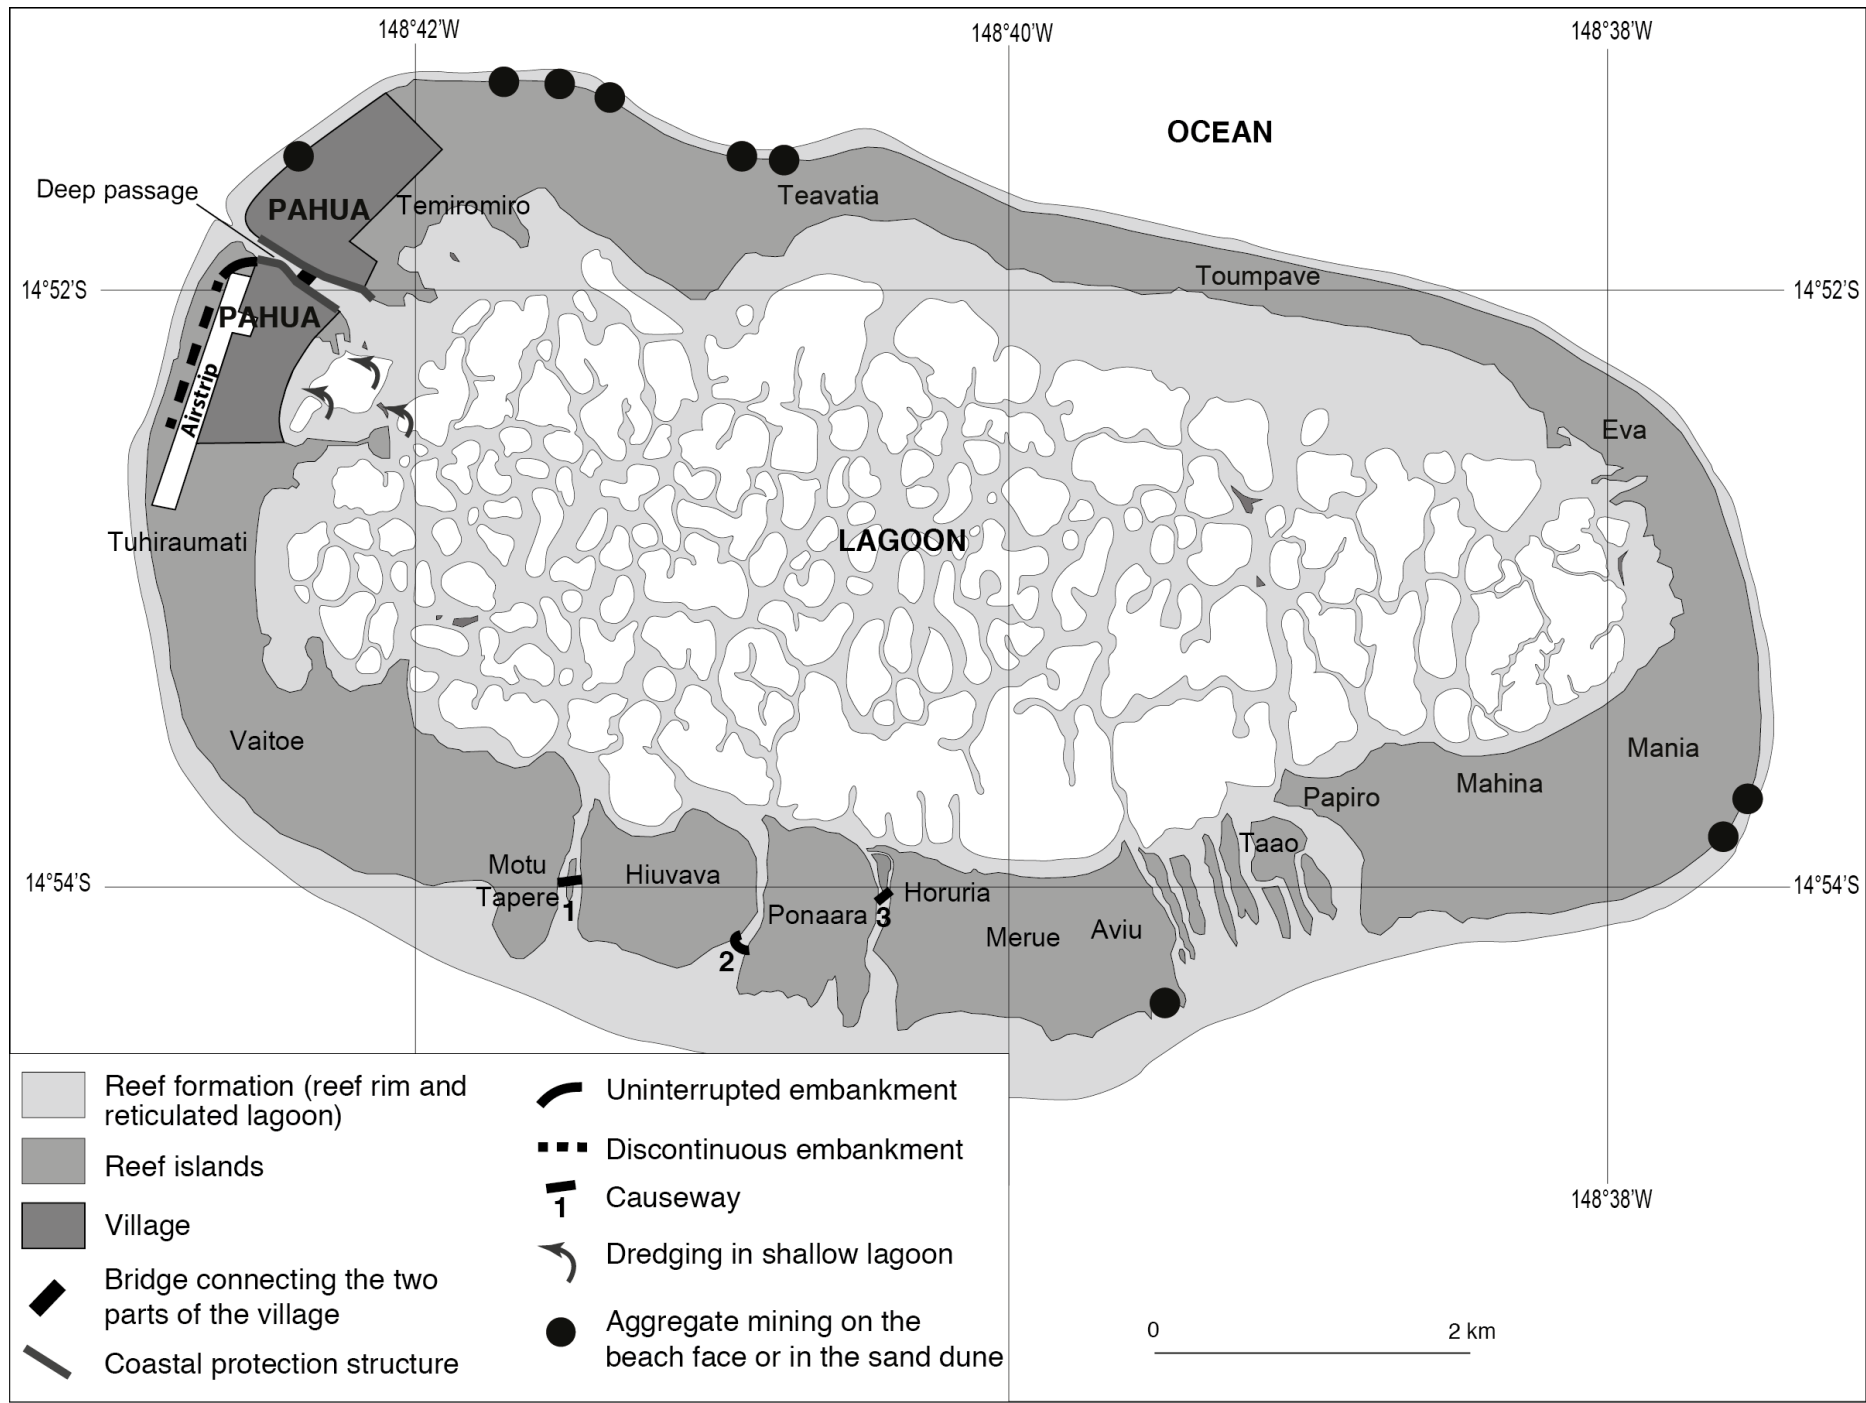 148°42’W
148°40’W
148°38’W
OCEAN
Deep passage
PAHUA
Temiromiro
Teavatia
Toumpave
14°52’S
14°52’S
PAHUA
Airstrip
Eva
LAGOON
Tuhiraumati
Vaitoe
Mania
Mahina
Papiro
Taao
Motu
Tapere
1
Hiuvava
14°54’S
14°54’S
Ponaara
3
Horuria
2
Merue
Aviu
148°38’W
Reef formation (reef rim and
reticulated lagoon)
Reef islands
Village
Bridge connecting the two
parts of the village
Coastal protection structure
Uninterrupted embankment
Discontinuous embankment
1
Causeway
Dredging in shallow lagoon
Aggregate mining on the
beach face or in the sand dune
0
2 km